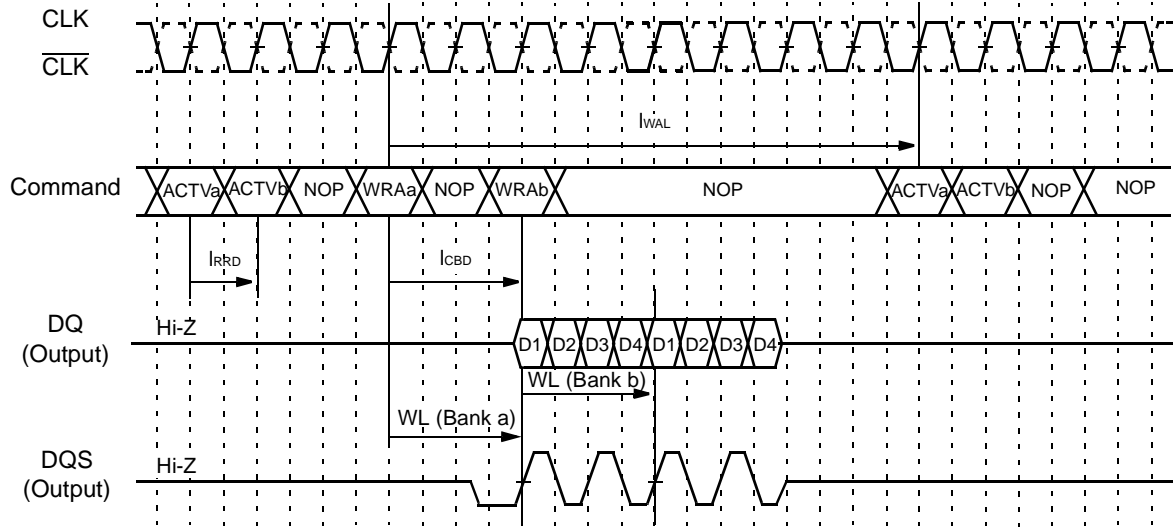 CLK
CLK
IWAL
Command
ACTVa ACTVb NOP WRAa NOP WRAb NOP ACTVa ACTVb NOP NOP
IRRD ICBD
DQ
(Output)
Hi-Z
D1 D2 D3 D4 D1 D2 D3 D4
WL (Bank b)
WL (Bank a)
DQS
(Output)
Hi-Z